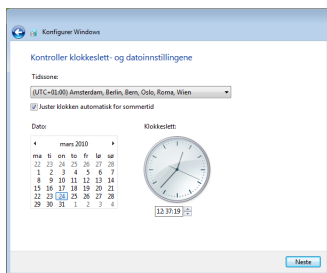 Konfigurer Windows
Kontroller klokkeslett- og datoinnstillingene
Tidssone:
(UTC+01:00) Amsterdam, Berlin, Bern, Oslo, Roma, Wien
Juster klokken automatisk for sommertid
Dato:
Klokkeslett:
mars 2010
ma ti on to fr lø sø
22 23 24 25 26 27 28
1 2 3 4 5 6 7
8 9 10 11 12 13 14
15 16 17 18 19 20 21
22 23 24 25 26 27 28
29 30 31 1 2 3 4
12:37:19
Neste